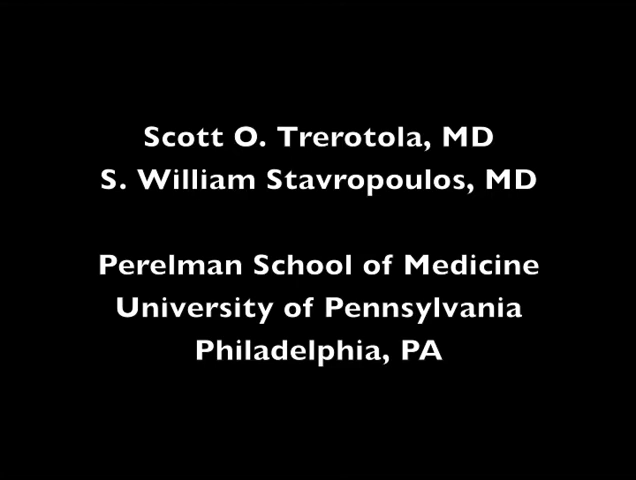 Scott O. Trerotola, MD
S. William Stavropoulos, MD
Perelman School of Medicine
University of Pennsylvania
Philadelphia, PA